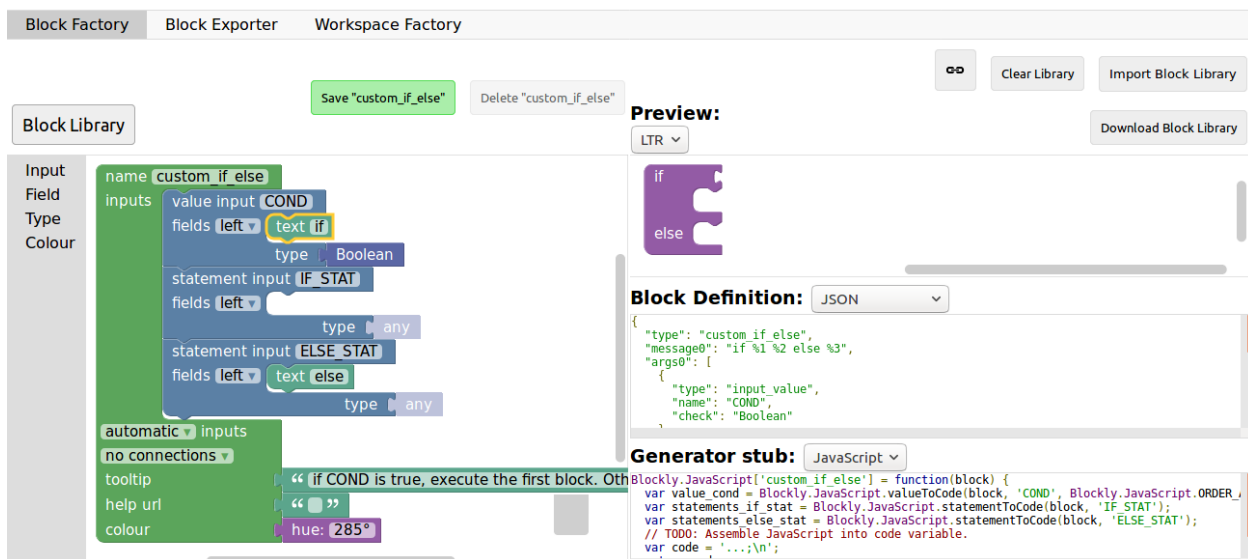 Block Factory Block Exporter Workspace Factory
Clear Library Import Block Library
Save "custom_if_else" Delete "custom_if_else"
Block Library
Preview:
LTR
Download Block Library
Input
Field
Type
Colour
name custom_if_else
inputs value input COND
fields left text if
type Boolean
statement input IF_STAT
fields left
type any
statement input ELSE_STAT
fields left text else
type any
automatic inputs
no connections
tooltip “ if COND is true, execute the first block. Oth
help url “ ”
colour hue: 285°
if
else
Block Definition: JSON
{
"type": "custom_if_else",
"message0": "if %1 %2 else %3",
"args0": [
{
"type": "input_value",
"name": "COND",
"check": "Boolean"
Generator stub: JavaScript
Blockly.JavaScript['custom_if_else'] = function(block) {
var value_cond = Blockly.JavaScript.valueToCode(block, 'COND', Blockly.JavaScript.ORDER_
var statements_if_stat = Blockly.JavaScript.statementToCode(block, 'IF_STAT');
var statements_else_stat = Blockly.JavaScript.statementToCode(block, 'ELSE_STAT');
// TODO: Assemble JavaScript into code variable.
var code = '...;\n';